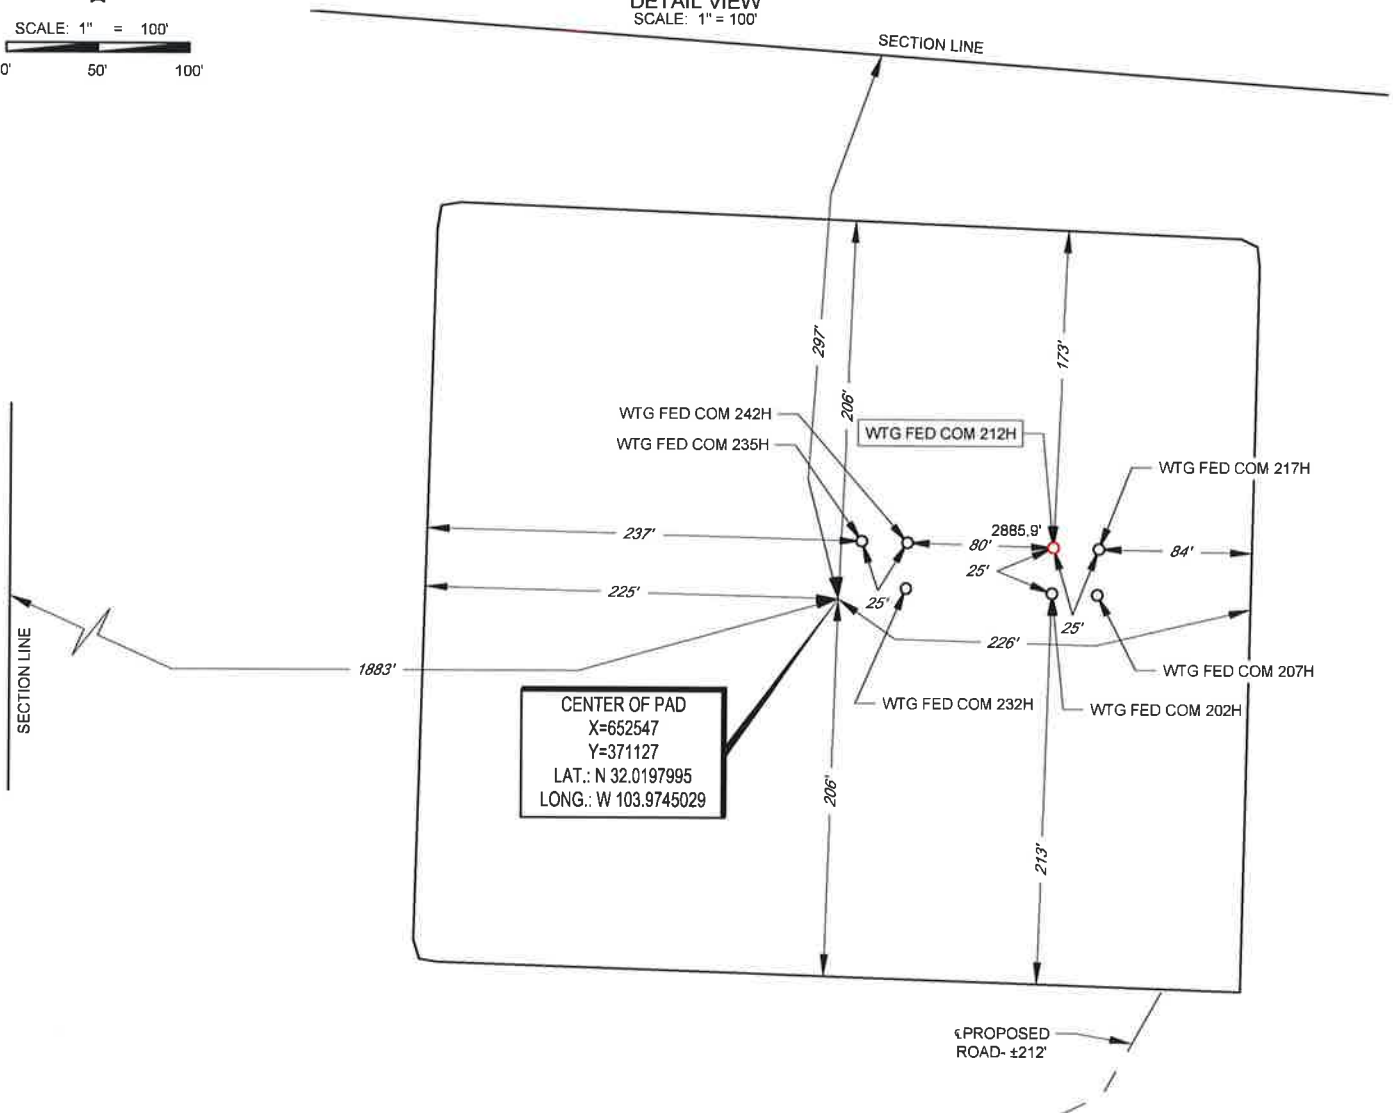 DETAIL VIEW
SCALE: 1" = 100'
SCALE: 1" = 100'
0' 50' 100'
SECTION LINE
297'
206'
173'
WTG FED COM 242H
WTG FED COM 235H
WTG FED COM 212H
WTG FED COM 217H
237'
2885.9'
80'
84'
25'
225'
25'
25'
226'
SECTION LINE
1883'
WTG FED COM 207H
WTG FED COM 232H
WTG FED COM 202H
CENTER OF PAD
X=652547
Y=371127
LAT.: N 32.0197995
LONG.: W 103.9745029
206'
213'
℄PROPOSED
ROAD- ±212'